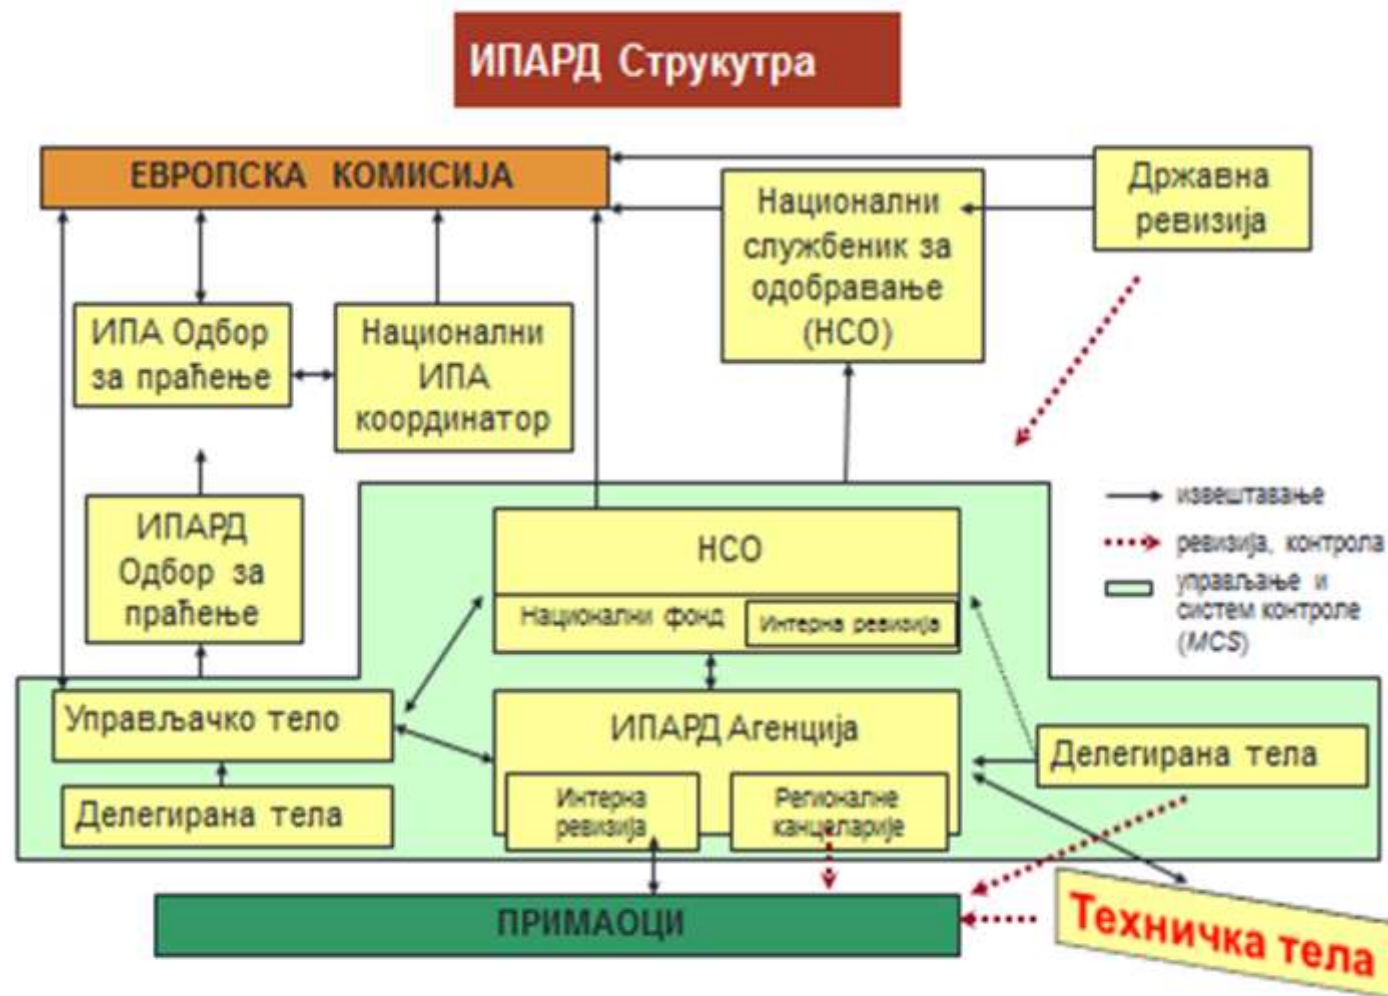 ИПАРД Струкутра
ЕВРОПСКА КОМИСИЈА
Државна
ревизија
Национални
службеник за
одобравање
(НСО)
ИПА Одбор
за праћење
Национални
ИПА
координатор
извештавање
ревизија, контрола
управљање и
систем контроле
(MCS)
ИПАРД
Одбор за
праћење
НСО
Национални фонд
Интерна ревизија
Управљачко тело
ИПАРД Агенција
Делегирана тела
Делегирана тела
Интерна
ревизија
Регионалне
канцеларије
ПРИМАОЦИ
Техничка тела